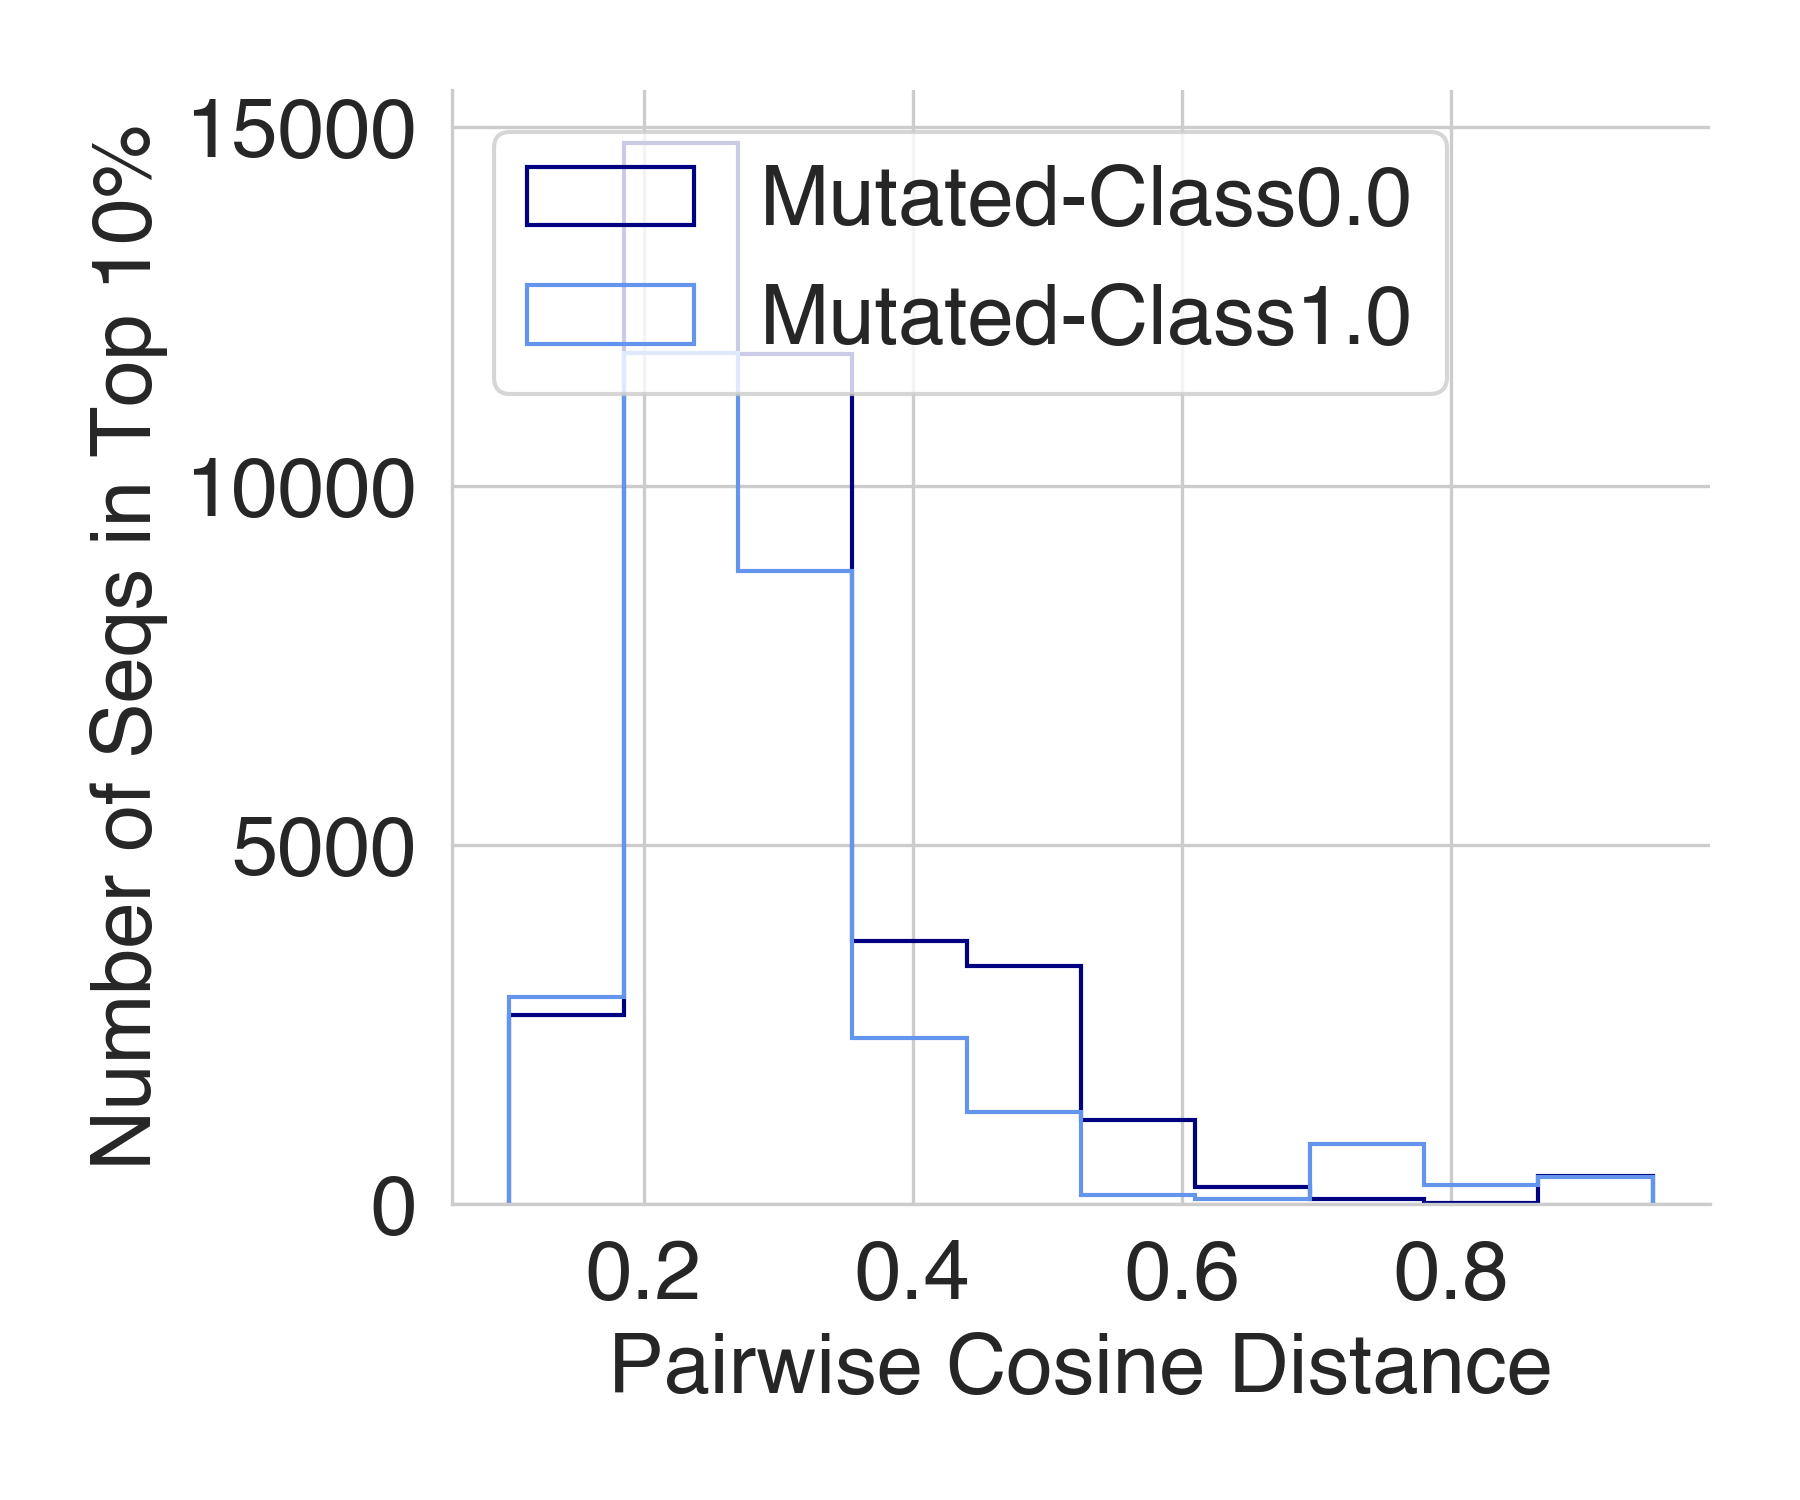 Number of Seqs in Top 10%
15000
10000
5000
0
Mutated-Class0.0
Mutated-Class1.0
0.2 0.4 0.6 0.8
Pairwise Cosine Distance